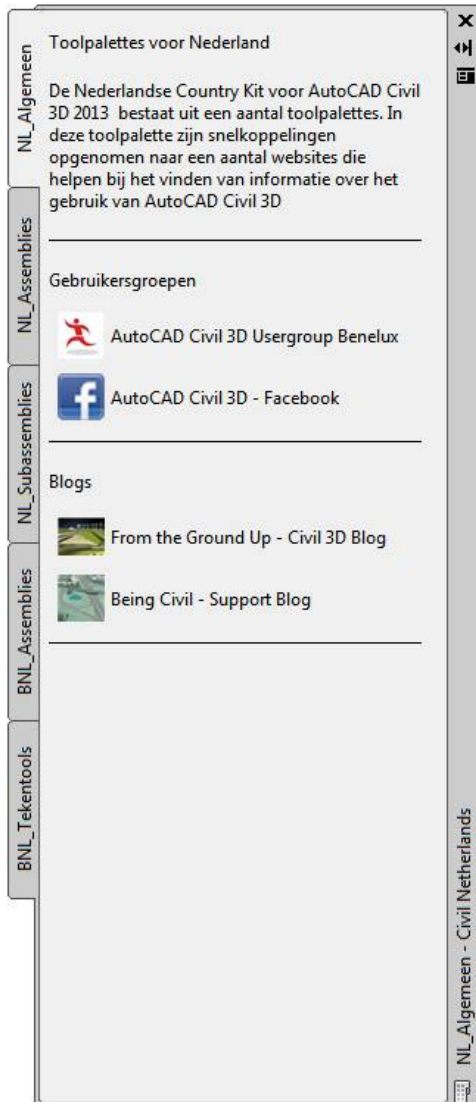 NL_Algemeen
NL_Assemblies
NL_Subassemblies
BNL_Assemblies
BNL_Tekentools
Toolpalettes voor Nederland
De Nederlandse Country Kit voor AutoCAD Civil
3D 2013 bestaat uit een aantal toolpalettes. In
deze toolpalette zijn snelkoppelingen
opgenomen naar een aantal websites die
helpen bij het vinden van informatie over het
gebruik van AutoCAD Civil 3D
Gebruikersgroepen
AutoCAD Civil 3D Usergroup Benelux
f
AutoCAD Civil 3D - Facebook
Blogs
From the Ground Up - Civil 3D Blog
Being Civil - Support Blog
NL_Algemeen - Civil Netherlands